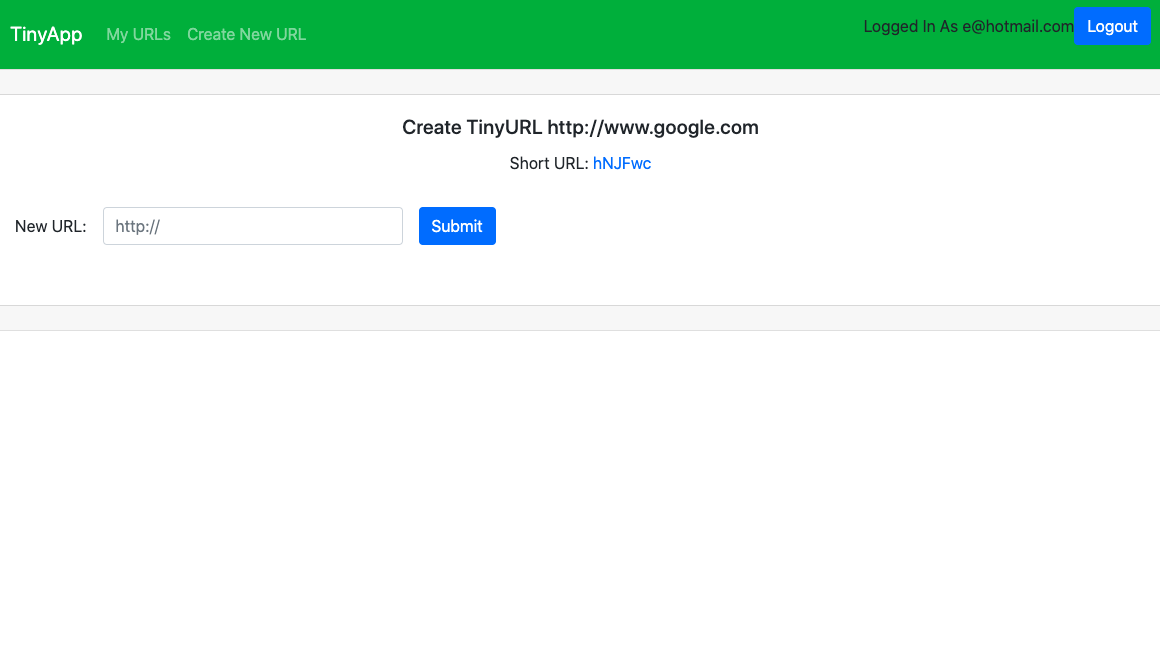 TinyApp My URLs Create New URL Logged In As e@hotmail.com Logout
Create TinyURL http://www.google.com
Short URL: hNJFwc
New URL: http:// Submit